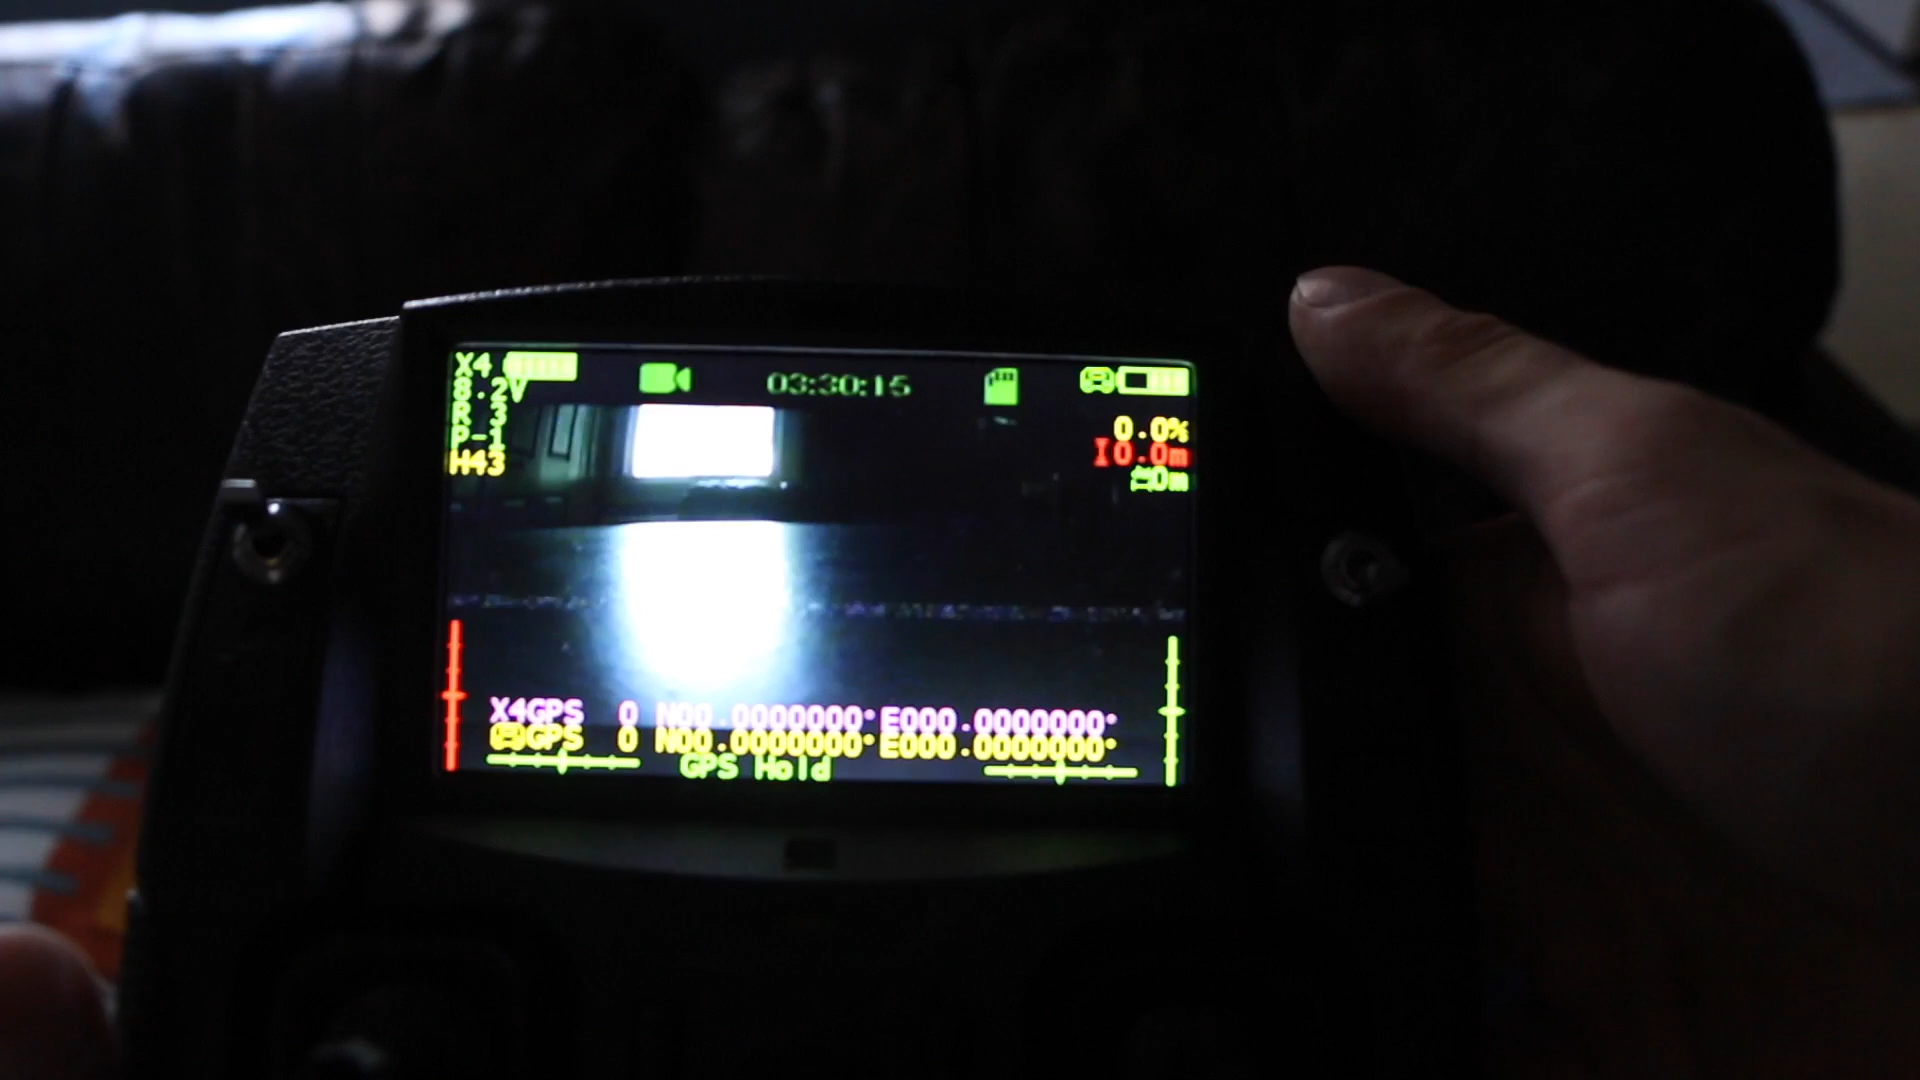 X4
8.2V
R 3
P-1
H43
03:30:15
0.0%
I0.0m
0m
X4GPS 0 N00.0000000° E000.0000000°
GPS 0 N00.0000000° E000.0000000°
GPS Hold